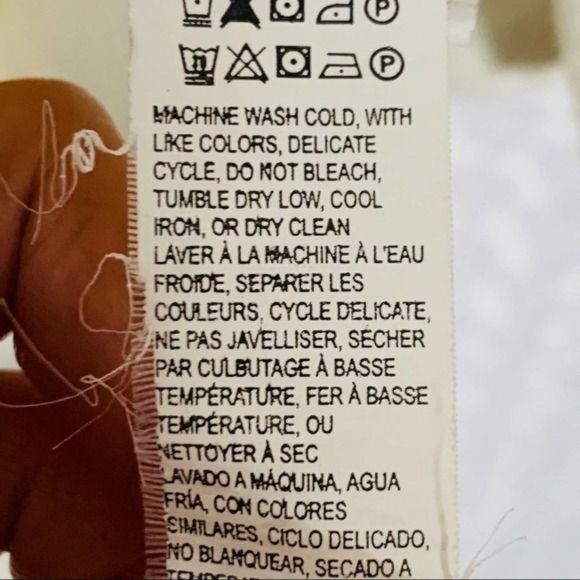 P
P
MACHINE WASH COLD, WITH
LIKE COLORS, DELICATE
CYCLE, DO NOT BLEACH,
TUMBLE DRY LOW, COOL
IRON, OR DRY CLEAN
LAVER À LA MACHINE À L'EAU
FROIDE, SEPARER LES
COULEURS, CYCLE DELICATE,
NE PAS JAVELLISER, SÉCHER
PAR CULBUTAGE À BASSE
TEMPÉRATURE, FER À BASSE
TEMPÉRATURE, OU
NETTOYER À SEC
LAVADO A MÁQUINA, AGUA
FRÍA, CON COLORES
SIMILARES, CICLO DELICADO,
NO BLANQUEAR, SECADO A